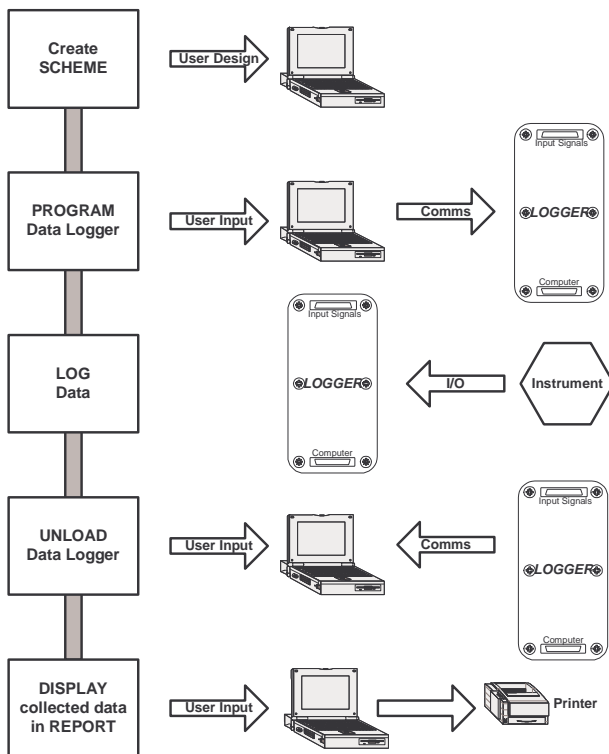 Create
SCHEME
User Design
Input Signals
LOGGER
Computer
PROGRAM
Data Logger
User Input
Comms
Input Signals
LOGGER
Computer
LOG
Data
I/O
Instrument
Input Signals
LOGGER
Computer
UNLOAD
Data Logger
User Input
Comms
DISPLAY
collected data
in REPORT
User Input
Printer